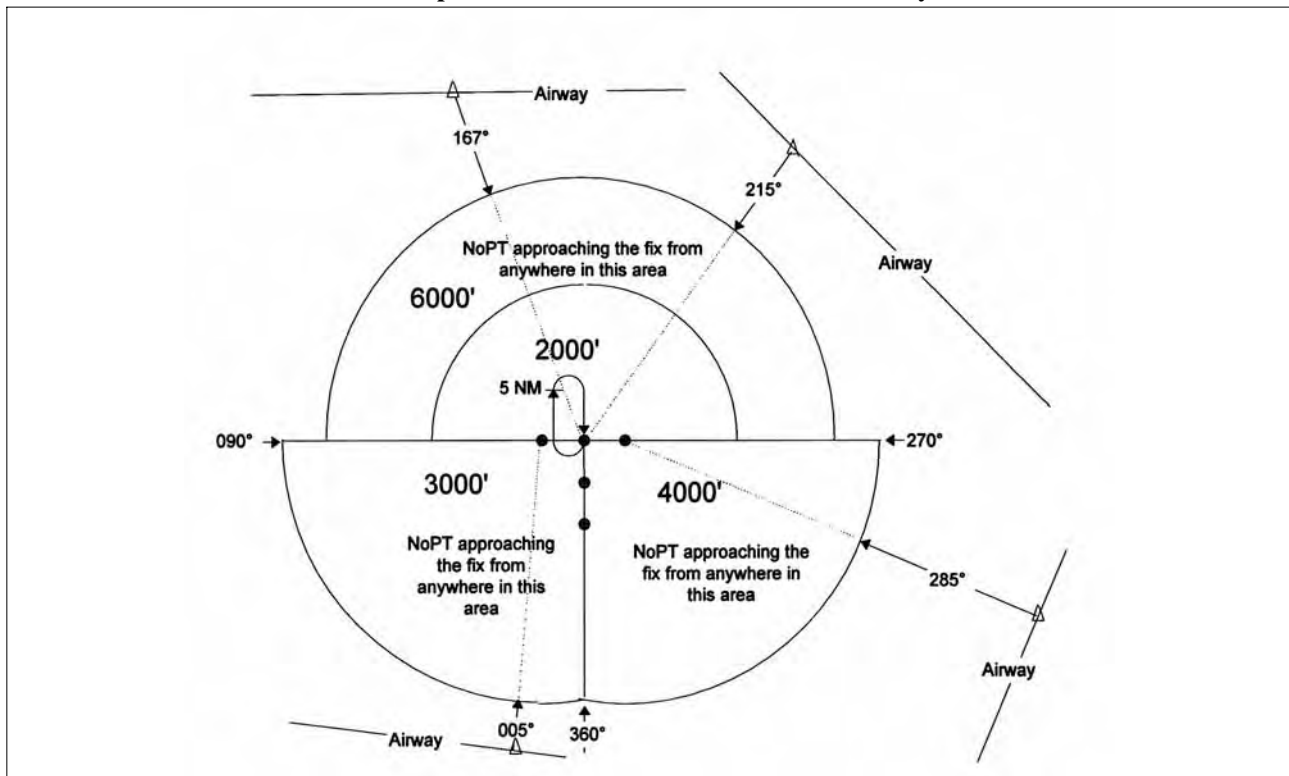 Airway
167°
215°
NoPT approaching the fix from
anywhere in this area
Airway
6000'
2000'
5 NM
090°
270°
3000'
4000'
NoPT approaching
the fix from
anywhere in this
area
NoPT approaching the
fix from anywhere in
this area
285°
Airway
005°
360°
Airway